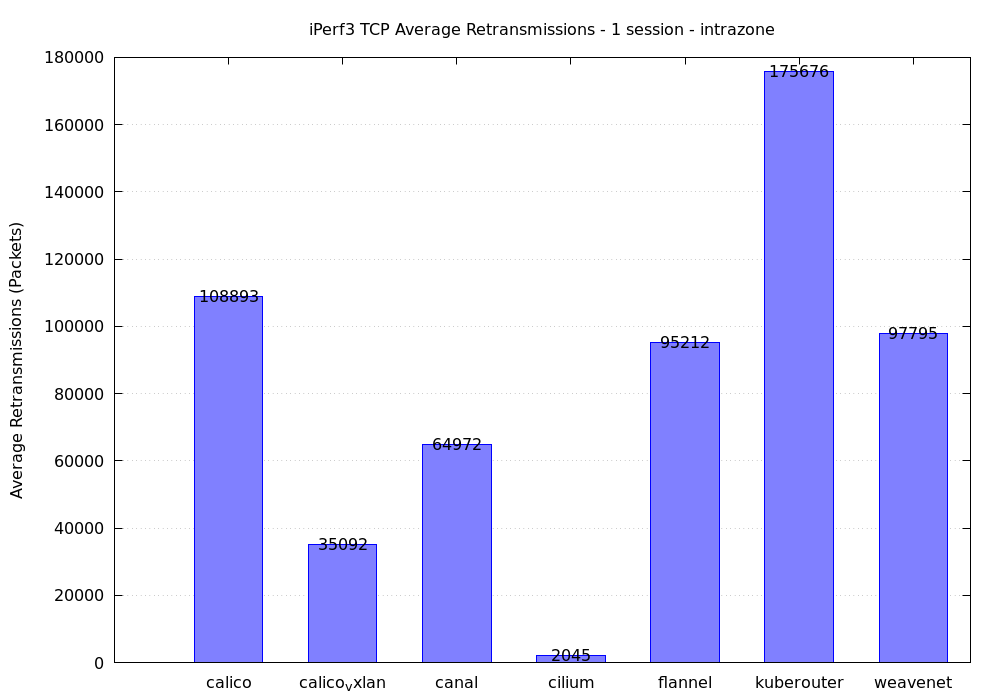 iPerf3 TCP Average Retransmissions - 1 session - intrazone
Average Retransmissions (Packets)
180000
160000
140000
120000
100000
80000
60000
40000
20000
0
108893
35092
64972
2045
95212
175676
97795
calico
calicovxlan
canal
cilium
flannel
kuberouter
weavenet